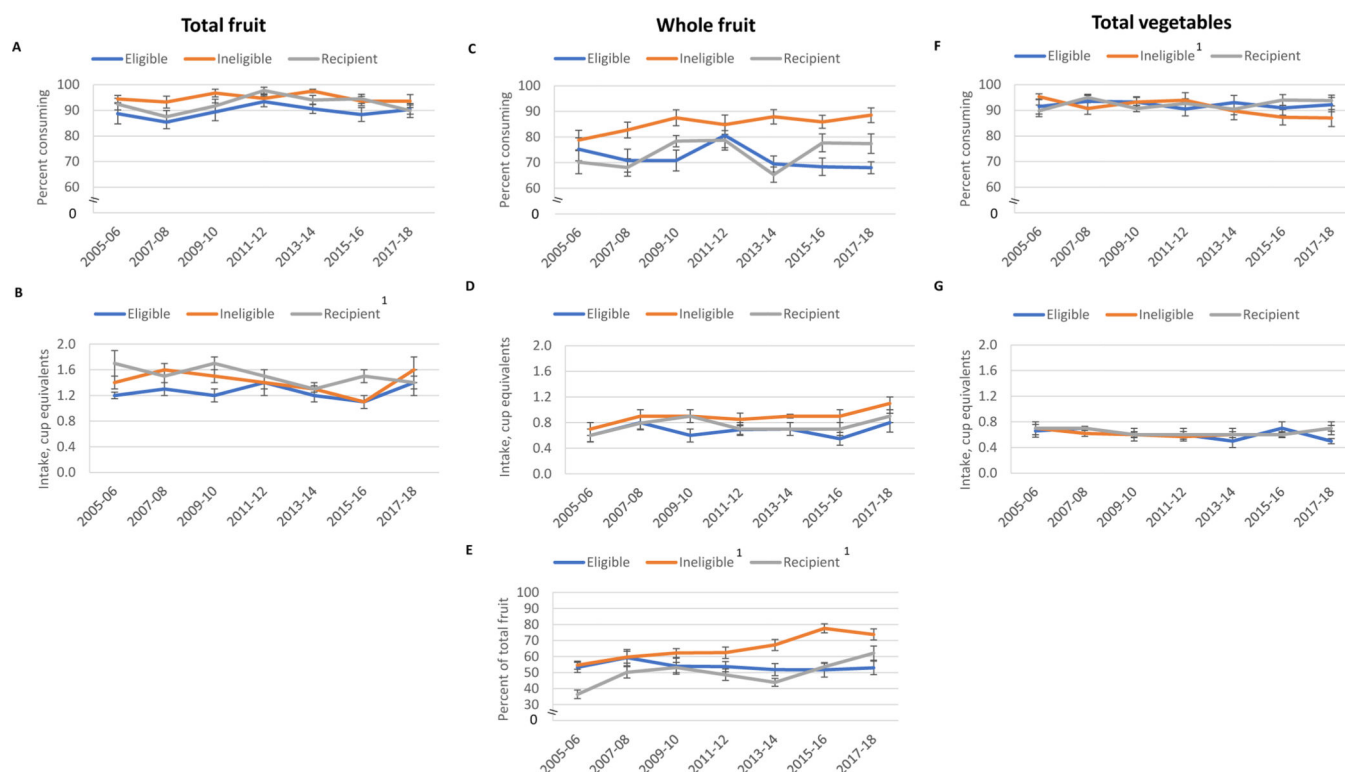 Total fruit
A
Eligible Ineligible Recipient
Percent consuming
100
90
80
70
60
0
2005-06 2007-08 2009-10 2011-12 2013-14 2015-16 2017-18
B
Eligible Ineligible Recipient 1
Intake, cup equivalents
2.0
1.6
1.2
0.8
0.4
0.0
2005-06 2007-08 2009-10 2011-12 2013-14 2015-16 2017-18
Whole fruit
C
Eligible Ineligible Recipient
Percent consuming
100
90
80
70
60
0
2005-06 2007-08 2009-10 2011-12 2013-14 2015-16 2017-18
D
Eligible Ineligible Recipient
Intake, cup equivalents
2.0
1.6
1.2
0.8
0.4
0.0
2005-06 2007-08 2009-10 2011-12 2013-14 2015-16 2017-18
E
Eligible Ineligible 1 Recipient 1
Percent of total fruit
100
90
80
70
60
50
40
30
0
2005-06 2007-08 2009-10 2011-12 2013-14 2015-16 2017-18
Total vegetables
F
Eligible Ineligible 1 Recipient
Percent consuming
100
90
80
70
60
0
2005-06 2007-08 2009-10 2011-12 2013-14 2015-16 2017-18
G
Eligible Ineligible Recipient
Intake, cup equivalents
2.0
1.6
1.2
0.8
0.4
0.0
2005-06 2007-08 2009-10 2011-12 2013-14 2015-16 2017-18